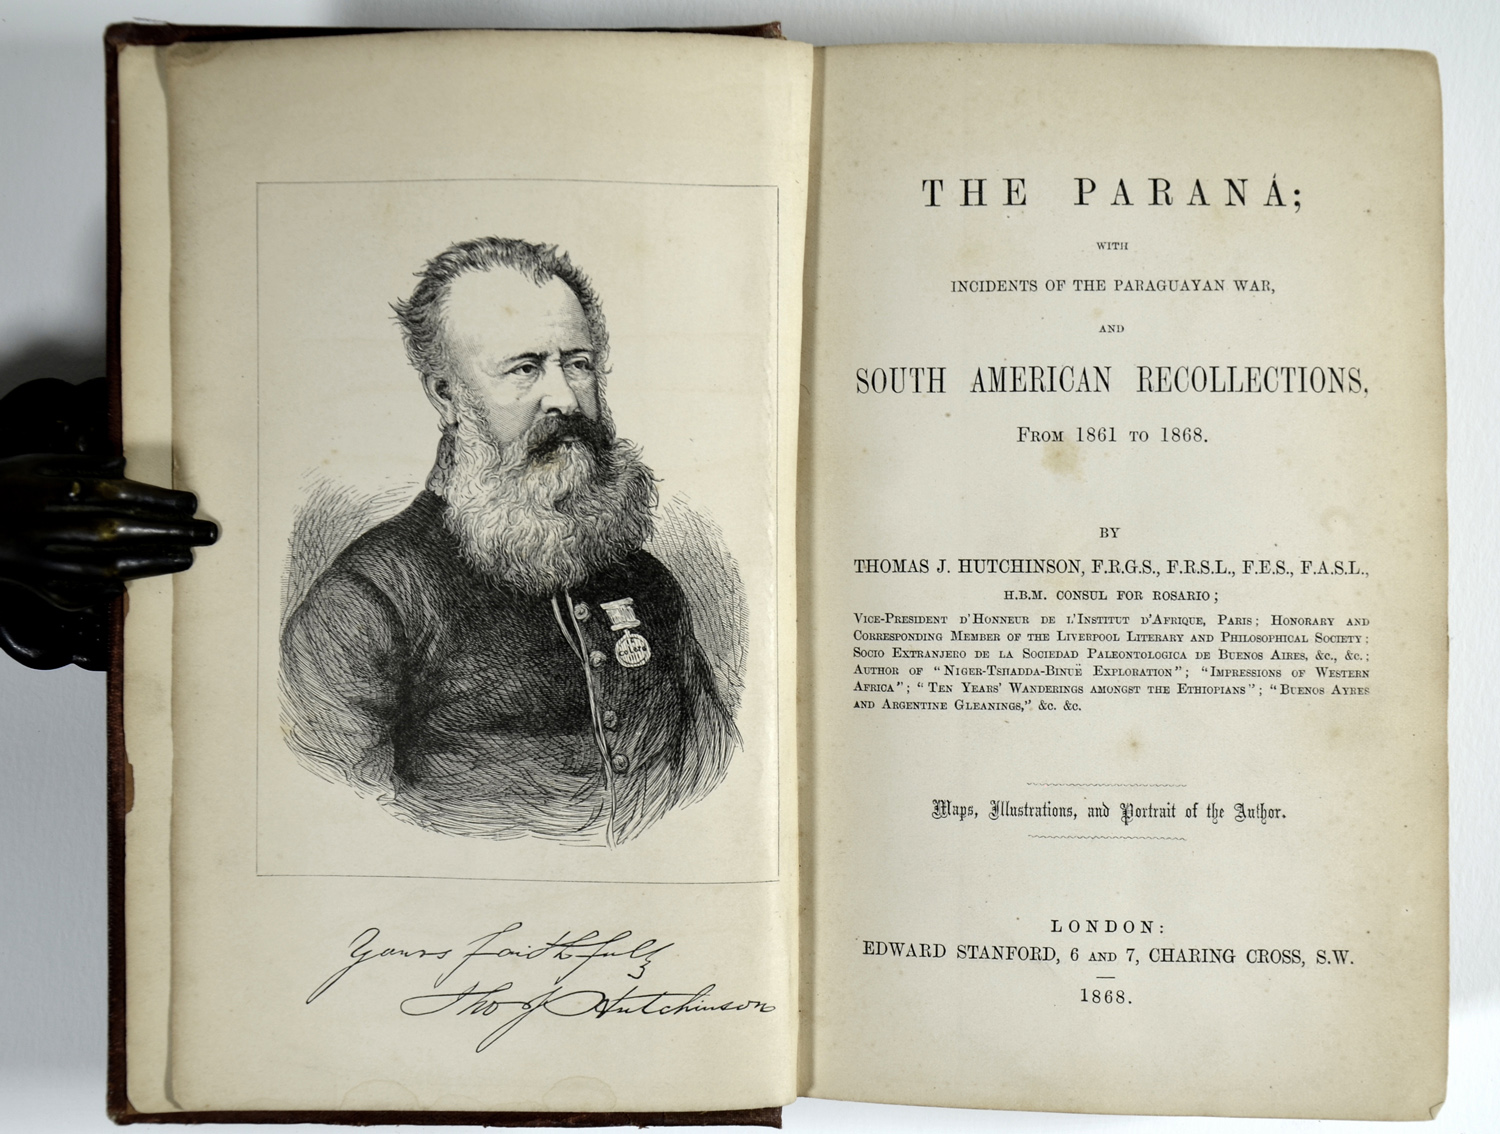 Yours faithfully
Thos J Hutchinson
THE PARANÁ;
WITH
INCIDENTS OF THE PARAGUAYAN WAR,
AND
SOUTH AMERICAN RECOLLECTIONS,
FROM 1861 TO 1868.
BY
THOMAS J. HUTCHINSON, F.R.G.S., F.R.S.L., F.E.S., F.A.S.L.,
H.B.M. CONSUL FOR ROSARIO;
VICE-PRESIDENT D'HONNEUR DE L'INSTITUT D'AFRIQUE, PARIS; HONORARY AND
CORRESPONDING MEMBER OF THE LIVERPOOL LITERARY AND PHILOSOPHICAL SOCIETY;
SOCIO EXTRANJERO DE LA SOCIEDAD PALEONTOLOGICA DE BUENOS AIRES, &c., &c.;
AUTHOR OF "NIGER-TSHADDA-BINUË EXPLORATION"; "IMPRESSIONS OF WESTERN
AFRICA"; "TEN YEARS' WANDERINGS AMONGST THE ETHIOPIANS"; "BUENOS AYRES
AND ARGENTINE GLEANINGS," &c. &c.
Maps, Illustrations, and Portrait of the Author.
LONDON:
EDWARD STANFORD, 6 AND 7, CHARING CROSS, S.W.
1868.